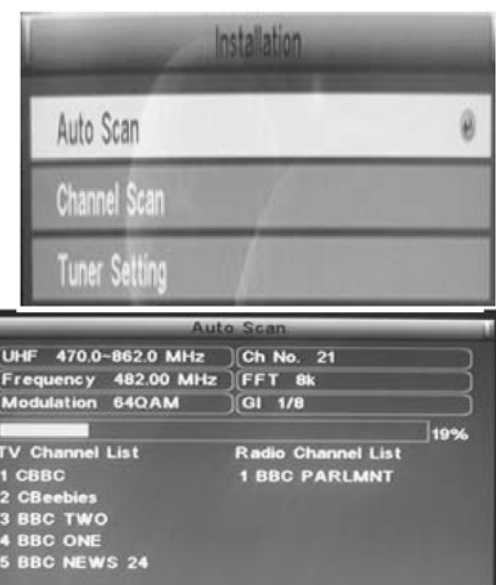 Installation
Auto Scan
Channel Scan
Tuner Setting
Auto Scan
UHF 470.0~862.0 MHz Ch No. 21
Frequency 482.00 MHz FFT 8k
Modulation 64QAM GI 1/8
19%
TV Channel List Radio Channel List
1 CBBC 1 BBC PARLMNT
2 CBeebies
3 BBC TWO
4 BBC ONE
5 BBC NEWS 24